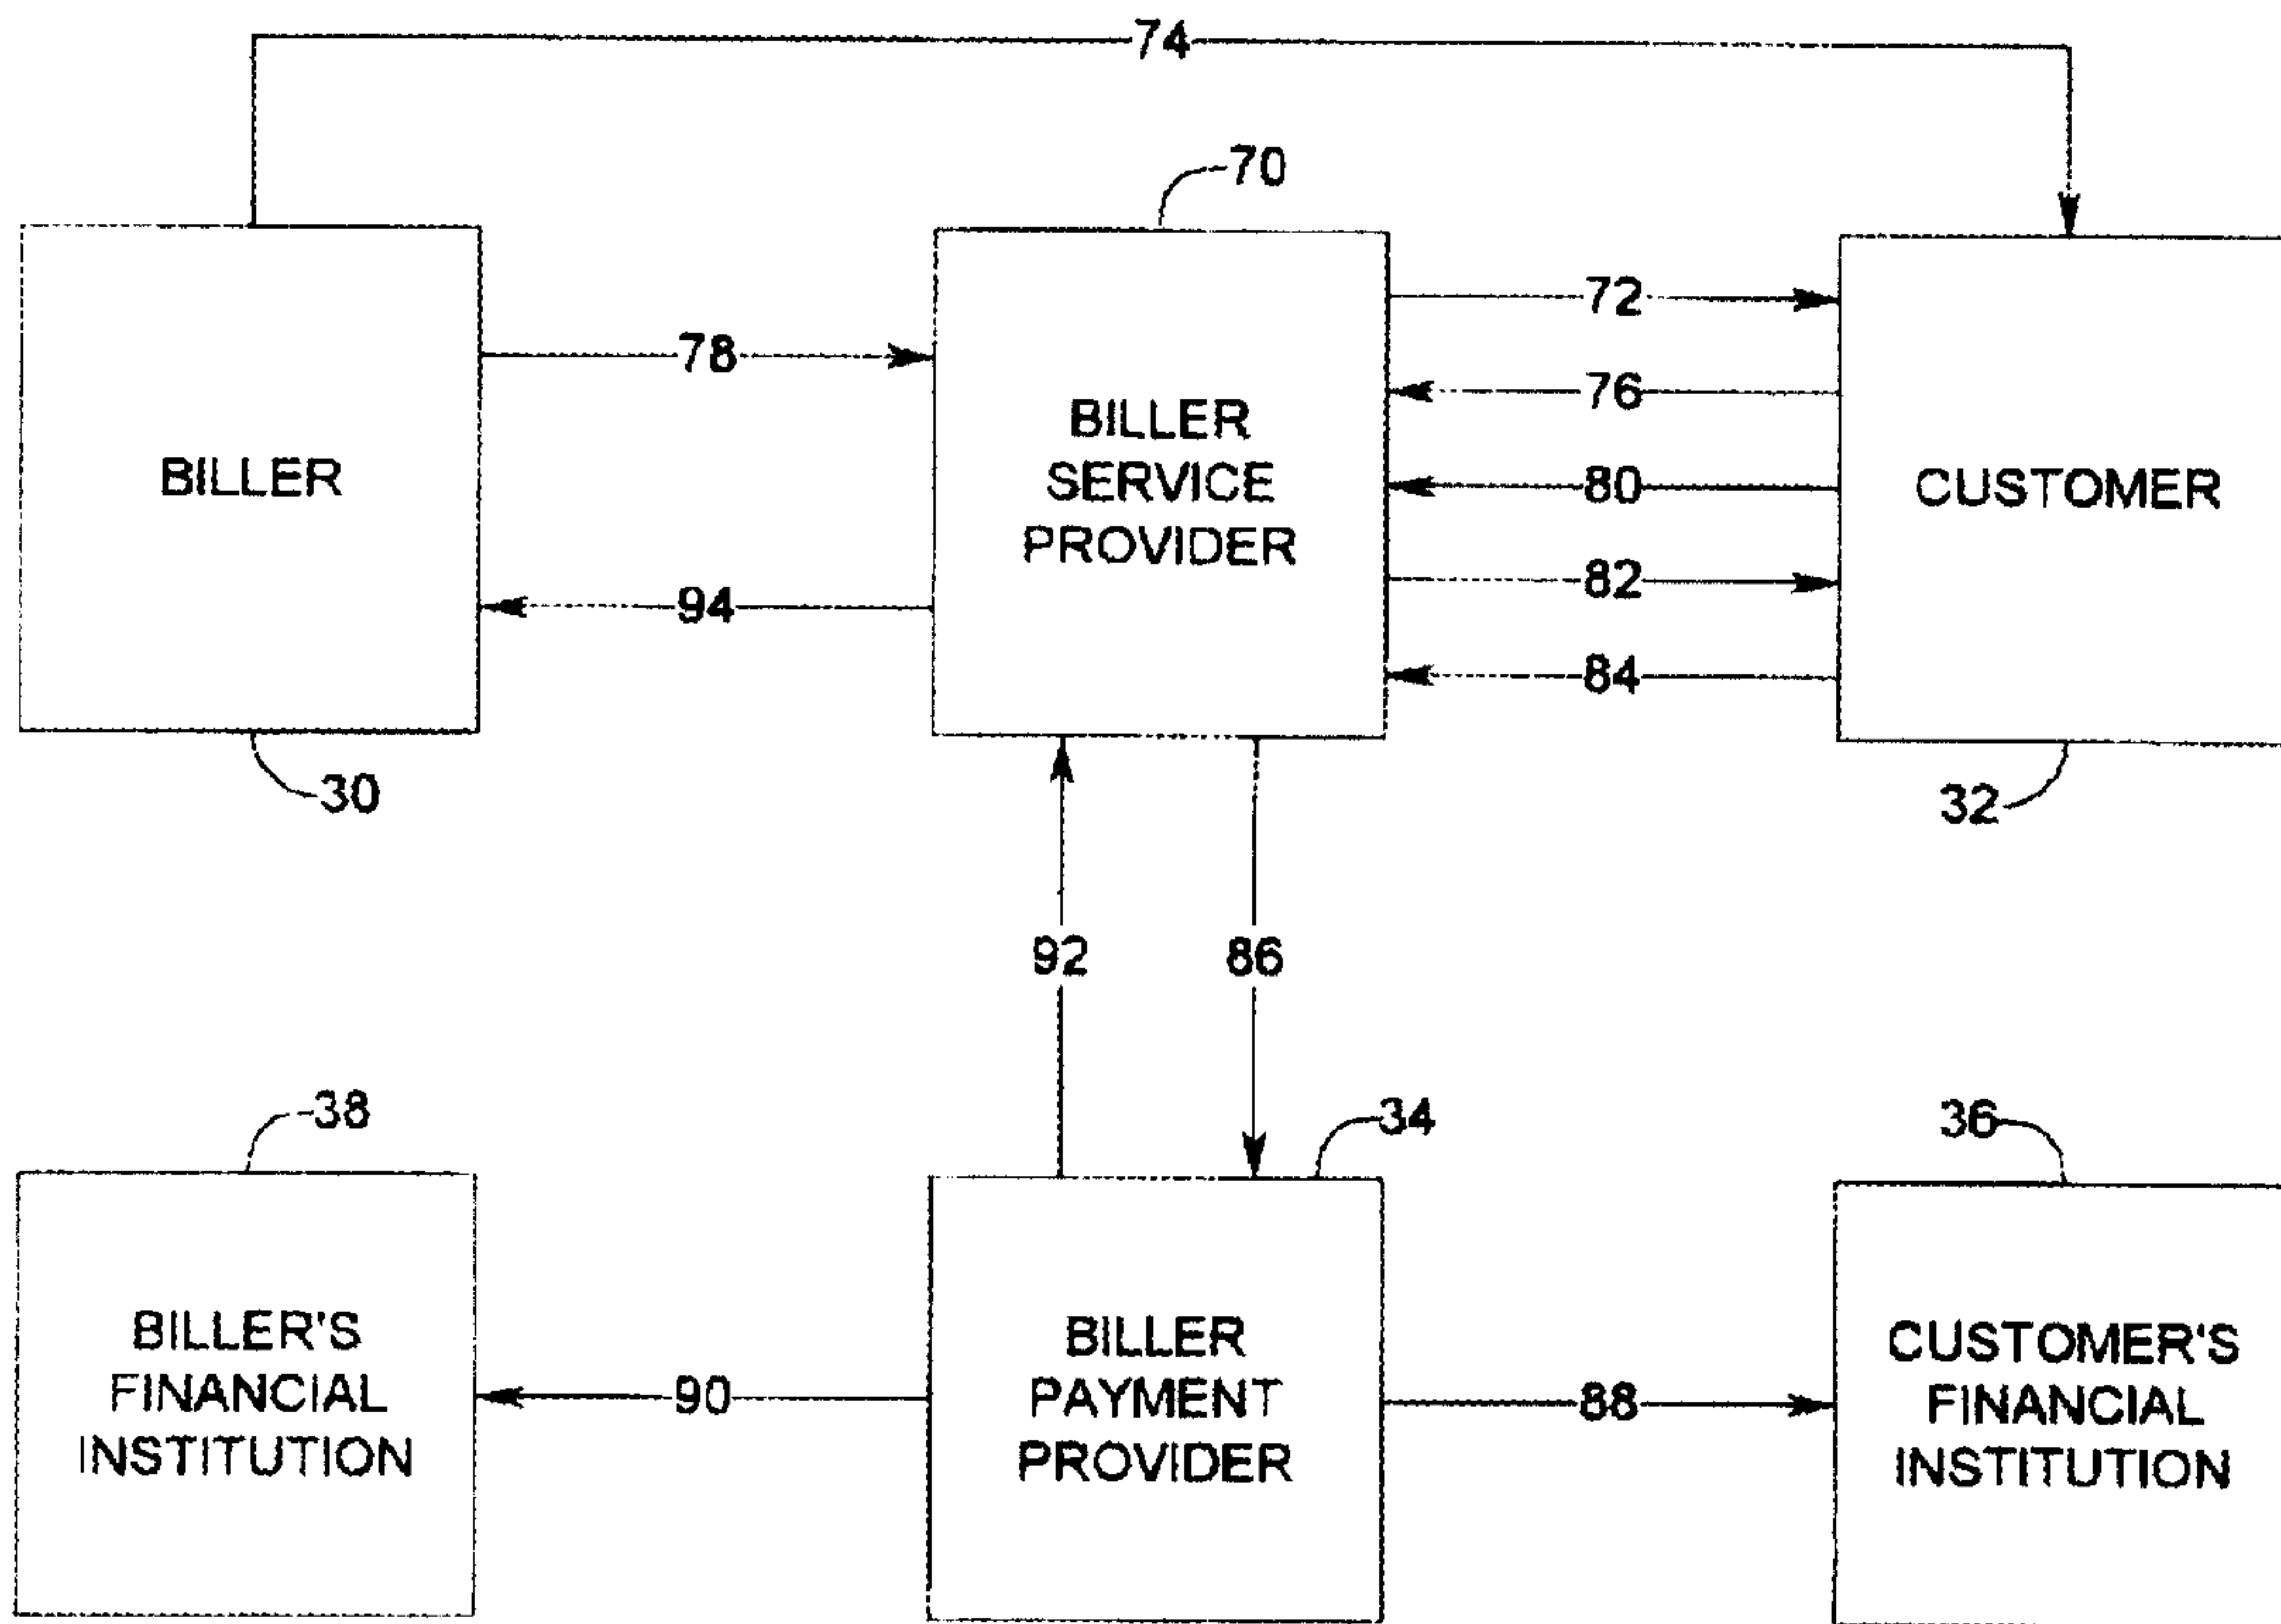 74
70
72
78
76
BILLER
BILLER
SERVICE
PROVIDER
80
CUSTOMER
82
94
84
30
32
92
86
38
34
36
BILLER'S
FINANCIAL
INSTITUTION
90
BILLER
PAYMENT
PROVIDER
88
CUSTOMER'S
FINANCIAL
INSTITUTION